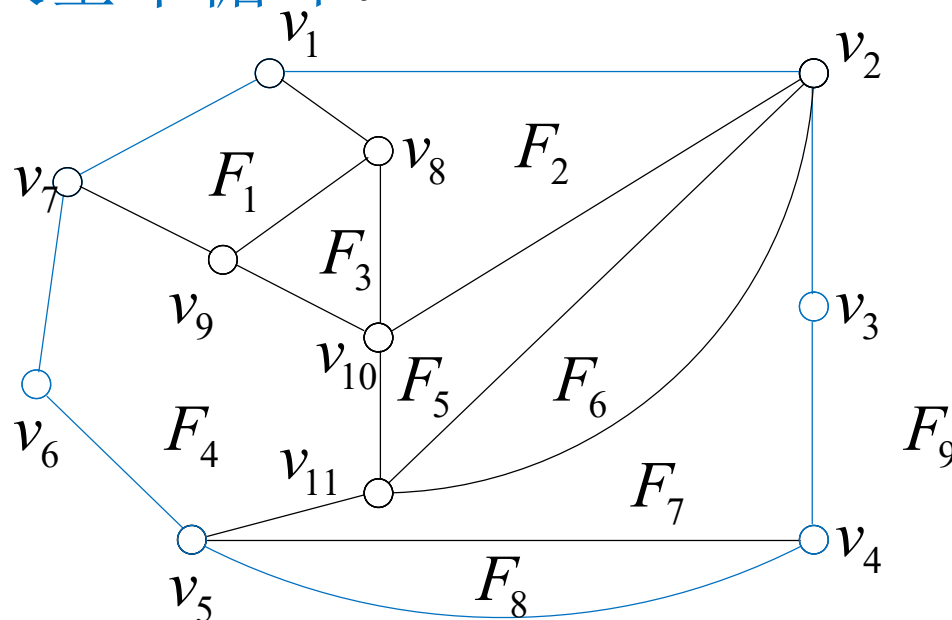 v₁
v₂
v₈
F₂
v₇
F₁
F₃
v₉
v₃
v₁₀
F₅
F₆
v₆
F₄
F₉
v₁₁
F₇
v₄
v₅
F₈